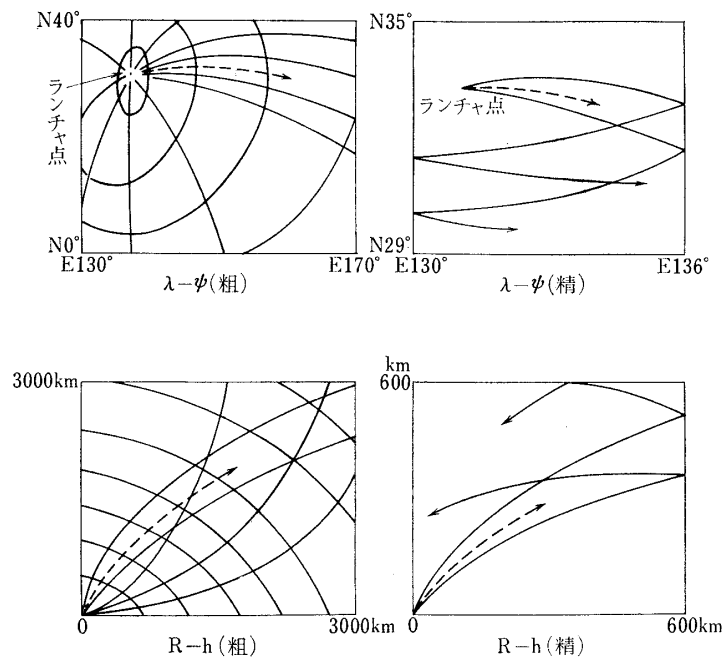 N40°
ランチャ点
N0°
E130°
E170°
λ−ψ(粗)
N35°
ランチャ点
N29°
E130°
E136°
λ−ψ(精)
3000km
0
3000km
R−h(粗)
km
600
0
600km
R−h(精)